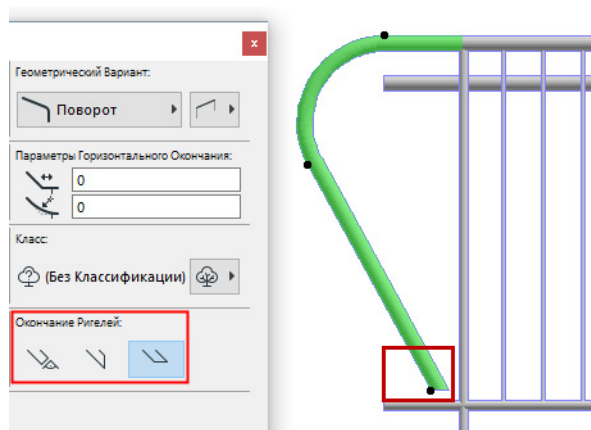 x
Геометрический Вариант:
Поворот
Параметры Горизонтального Окончания:
0
0
Класс:
(Без Классификации)
Окончание Ригелей: